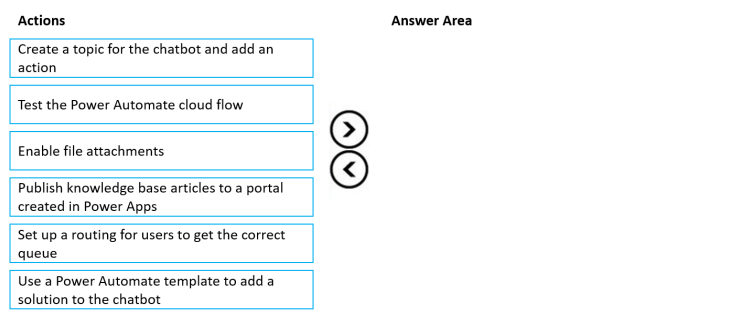 Actions
Answer Area
Create a topic for the chatbot and add an
action
Test the Power Automate cloud flow
Enable file attachments
Publish knowledge base articles to a portal
created in Power Apps
Set up a routing for users to get the correct
queue
Use a Power Automate template to add a
solution to the chatbot